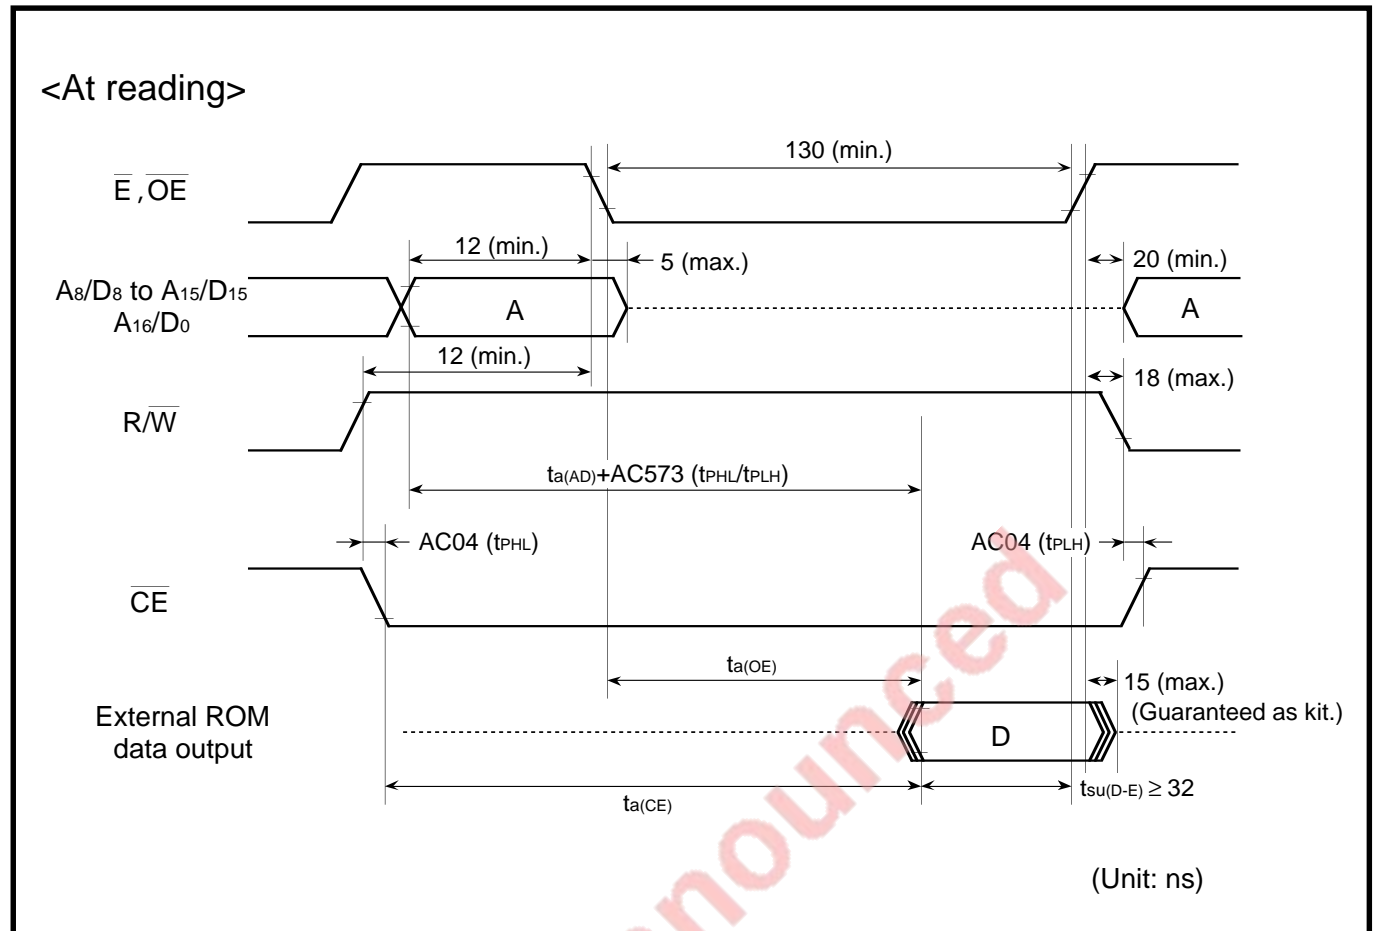 <At reading>
130 (min.)
E , OE
12 (min.)
5 (max.)
20 (min.)
A8/D8 to A15/D15
A16/D0
A
A
12 (min.)
18 (max.)
R/W
ta(AD)+AC573 (tPHL/tPLH)
AC04 (tPHL)
AC04 (tPLH)
CE
ta(OE)
15 (max.)
(Guaranteed as kit.)
External ROM
data output
D
ta(CE)
tsu(D-E) ≥ 32
(Unit: ns)
nounced